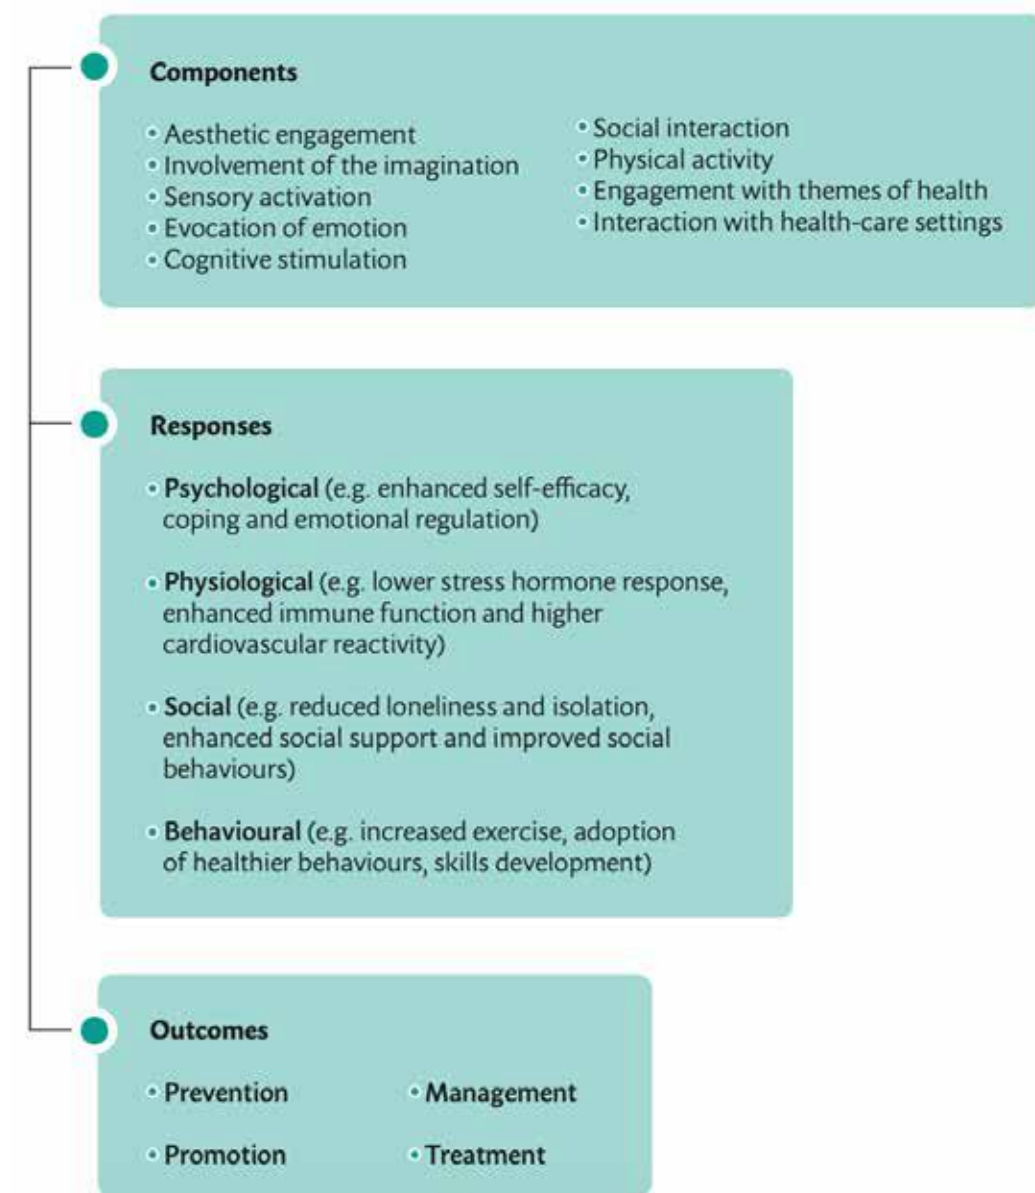 Components
• Aesthetic engagement
• Involvement of the imagination
• Sensory activation
• Evocation of emotion
• Cognitive stimulation
• Social interaction
• Physical activity
• Engagement with themes of health
• Interaction with health-care settings
Responses
• Psychological (e.g. enhanced self-efficacy,
coping and emotional regulation)
• Physiological (e.g. lower stress hormone response,
enhanced immune function and higher
cardiovascular reactivity)
• Social (e.g. reduced loneliness and isolation,
enhanced social support and improved social
behaviours)
• Behavioural (e.g. increased exercise, adoption
of healthier behaviours, skills development)
Outcomes
• Prevention
• Promotion
• Management
• Treatment